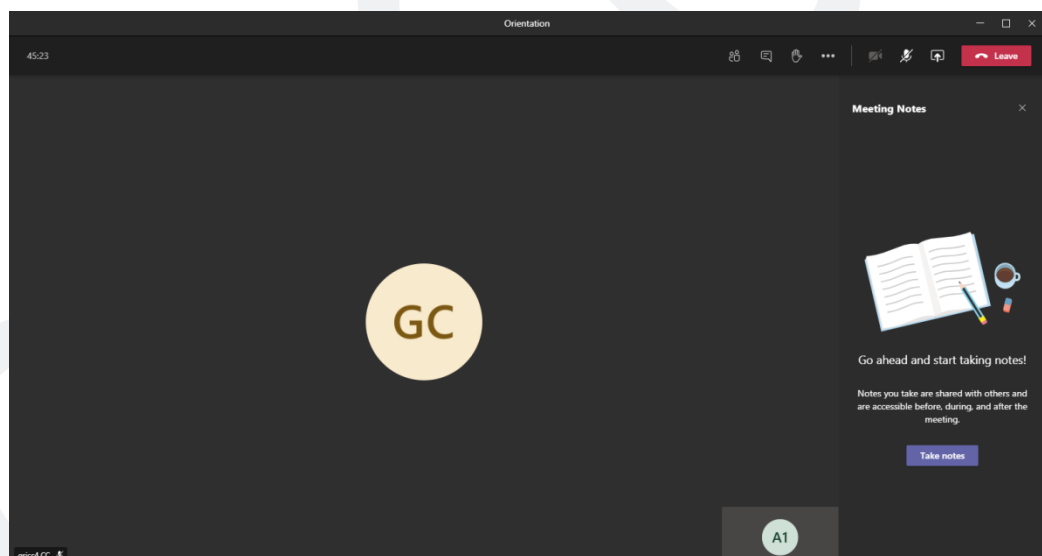 Orientation
45:23
Leave
Meeting Notes
GC
Go ahead and start taking notes!
Notes you take are shared with others and
are accessible before, during, and after the
meeting.
Take notes
A1